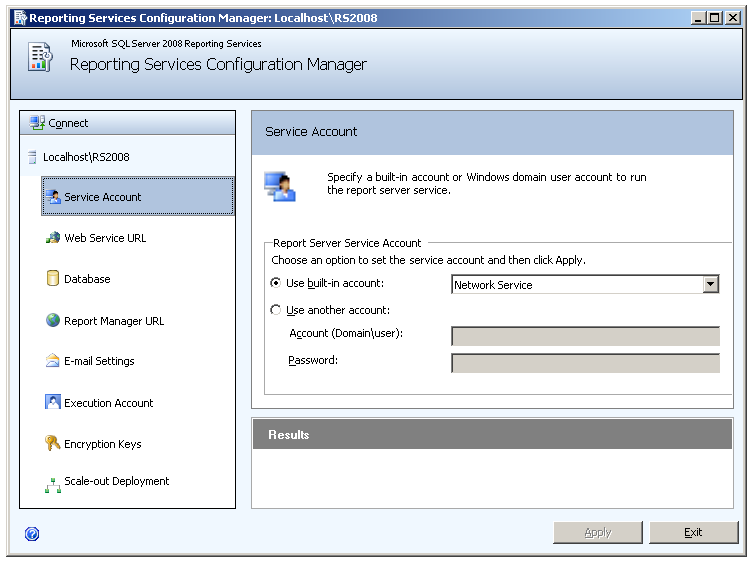 Reporting Services Configuration Manager: Localhost\RS2008
Microsoft SQL Server 2008 Reporting Services
Reporting Services Configuration Manager
Connect
Localhost\RS2008
Service Account
Web Service URL
Database
Report Manager URL
E-mail Settings
Execution Account
Encryption Keys
Scale-out Deployment
Service Account
Specify a built-in account or Windows domain user account to run
the report server service.
Report Server Service Account
Choose an option to set the service account and then click Apply.
Use built-in account:
Network Service
Use another account:
Account (Domain\user):
Password:
Results
Apply
Exit